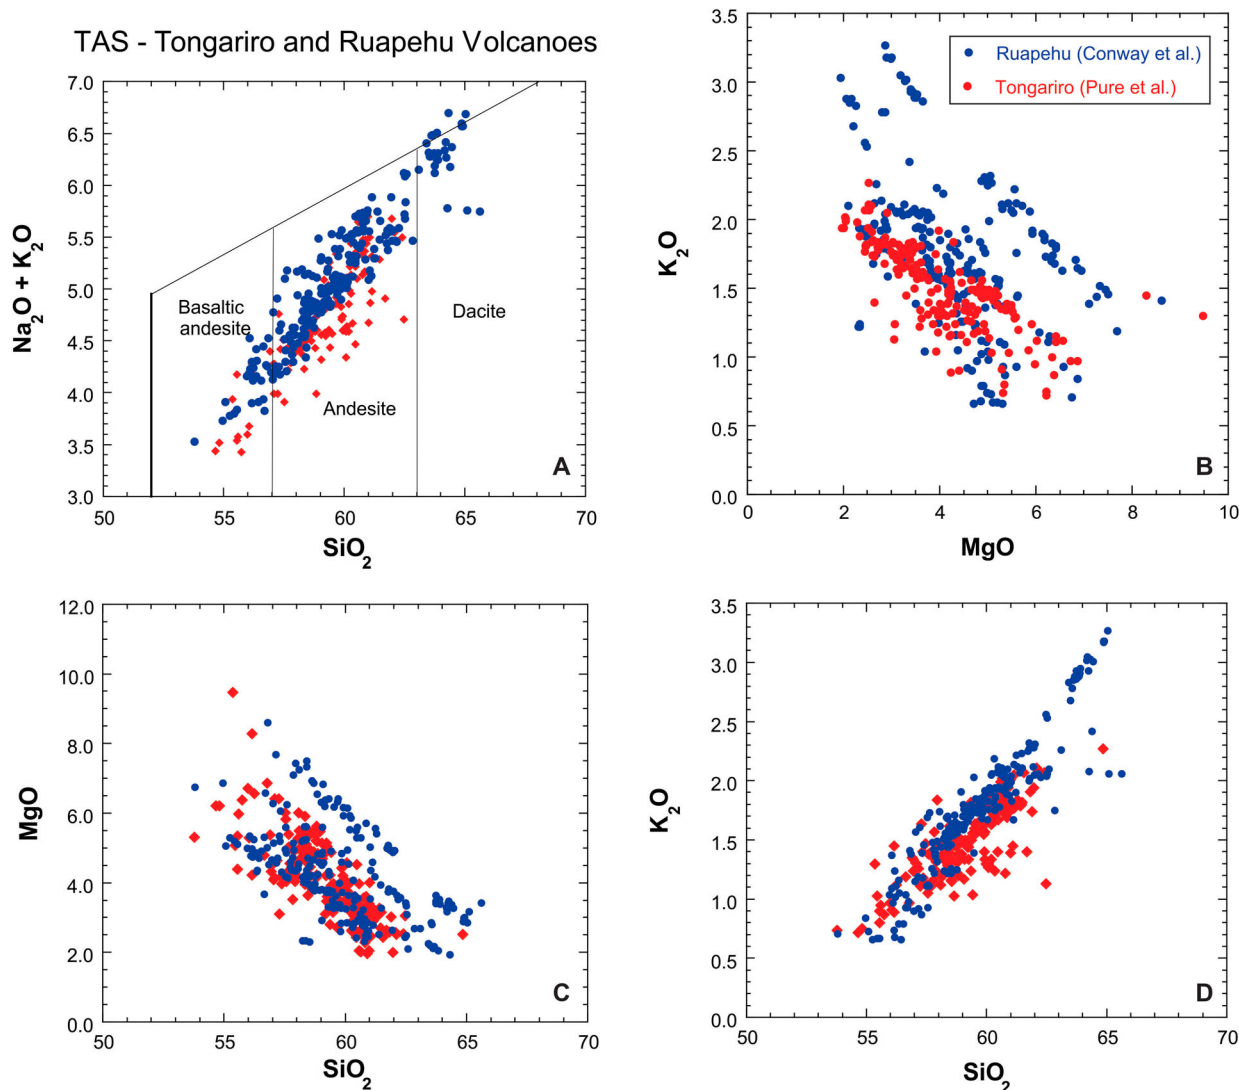 TAS - Tongariro and Ruapehu Volcanoes
7.0
6.5
6.0
5.5
5.0
4.5
4.0
3.5
3.0
Na₂O + K₂O
Basaltic
andesite
Andesite
Dacite
A
50 55 60 65 70
SiO₂
3.5
3.0
2.5
2.0
1.5
1.0
0.5
0.0
K₂O
Ruapehu (Conway et al.)
Tongariro (Pure et al.)
B
0 2 4 6 8 10
MgO
12.0
10.0
8.0
6.0
4.0
2.0
0.0
MgO
C
50 55 60 65 70
SiO₂
3.5
3.0
2.5
2.0
1.5
1.0
0.5
0.0
K₂O
D
50 55 60 65 70
SiO₂